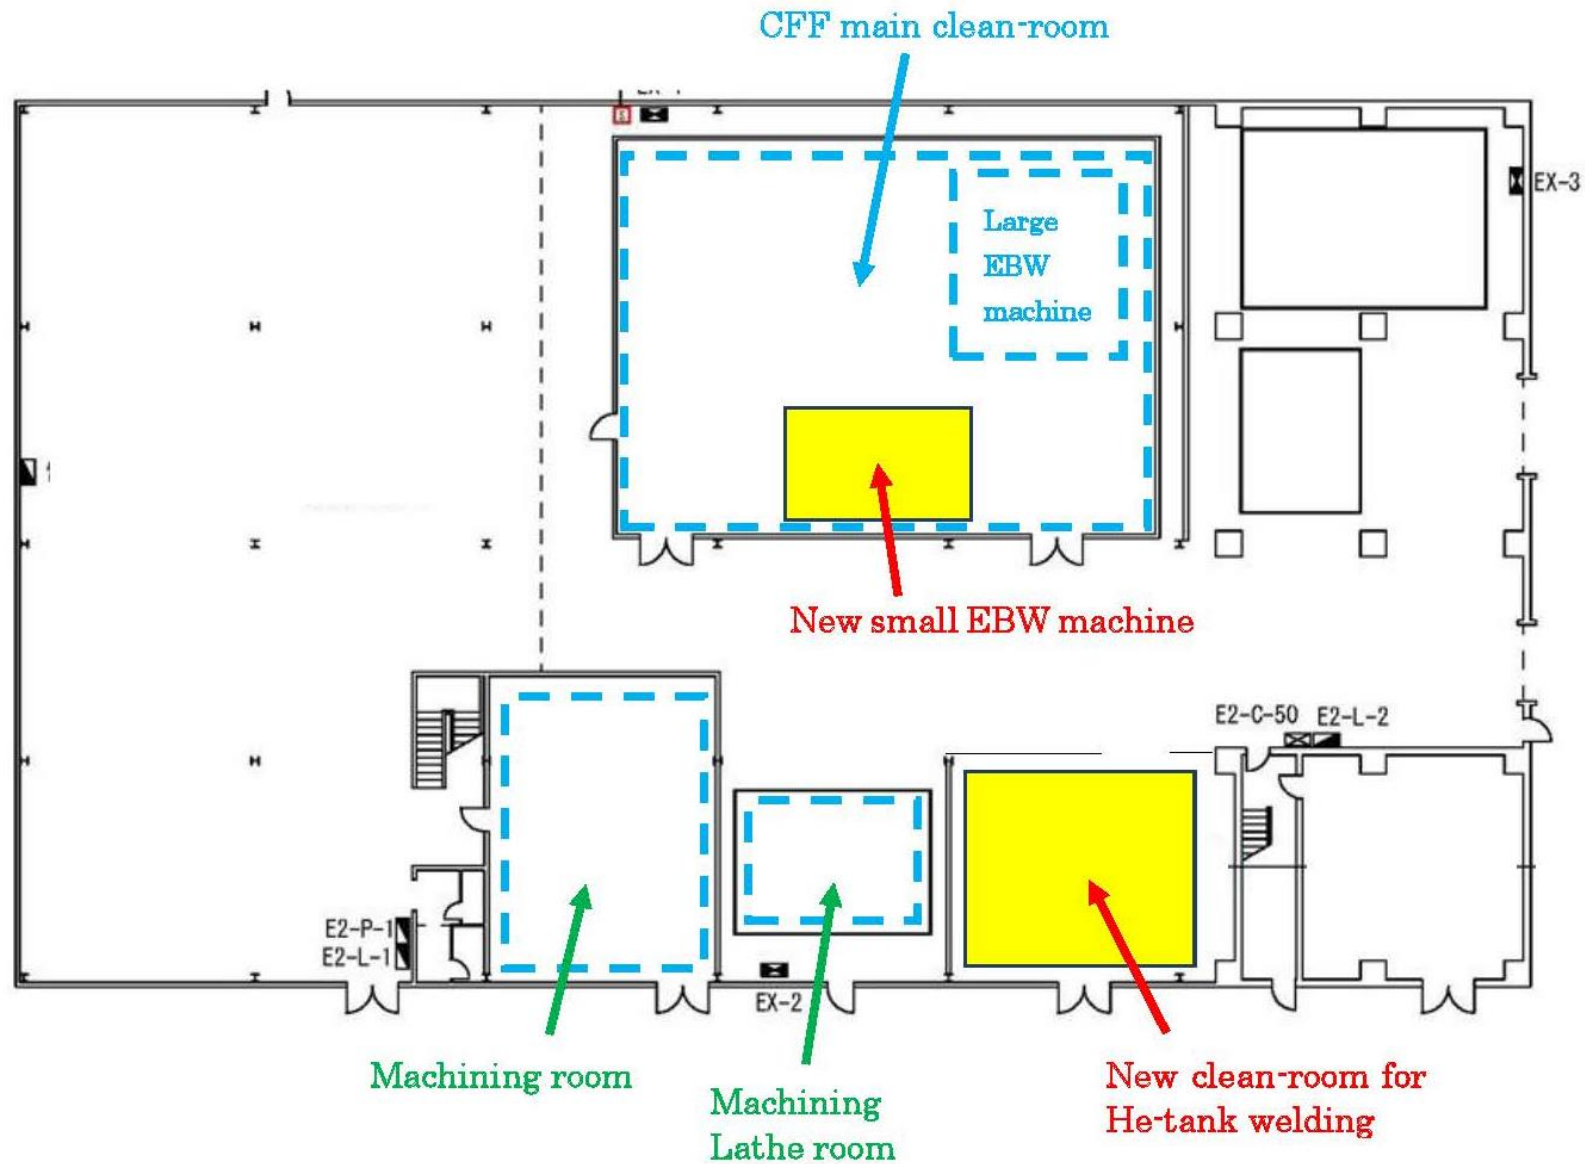 CFF main clean-room
EX-3
Large
EBW
machine
New small EBW machine
E2-C-50 E2-L-2
E2-P-1
E2-L-1
EX-2
Machining room
Machining
Lathe room
New clean-room for
He-tank welding